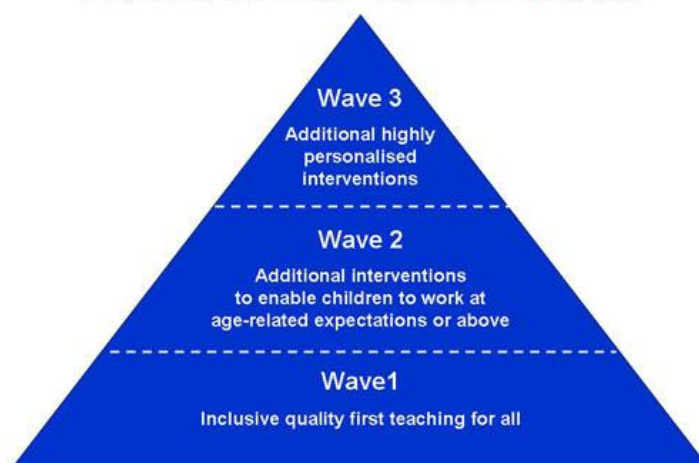 Wave 3
Additional highly
personalised
interventions
Wave 2
Additional interventions
to enable children to work at
age-related expectations or above
Wave1
Inclusive quality first teaching for all